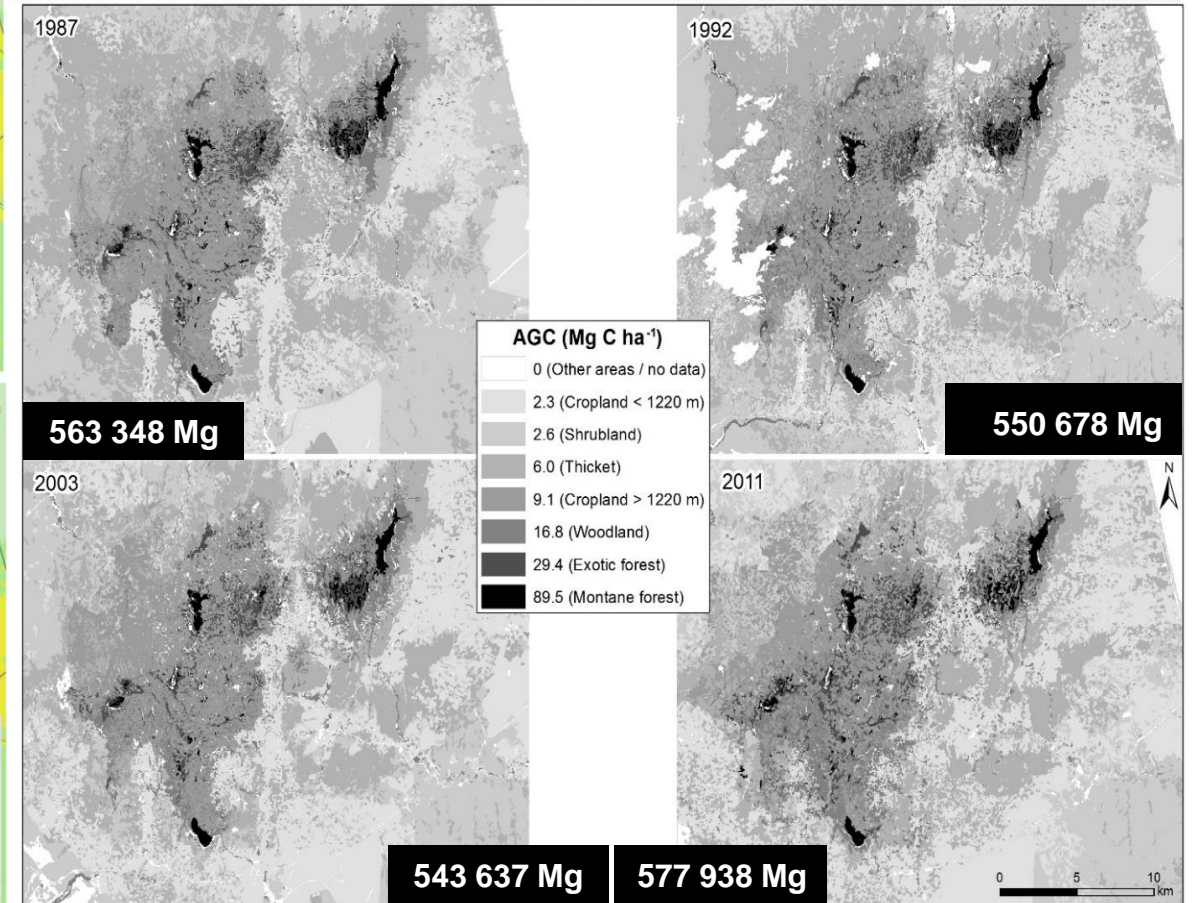 1987
1992
AGC (Mg C ha⁻¹)
0 (Other areas / no data)
2.3 (Cropland < 1220 m)
2.6 (Shrubland)
6.0 (Thicket)
9.1 (Cropland > 1220 m)
16.8 (Woodland)
29.4 (Exotic forest)
89.5 (Montane forest)
563 348 Mg
550 678 Mg
2003
2011
N
543 637 Mg
577 938 Mg
0 5 10
km